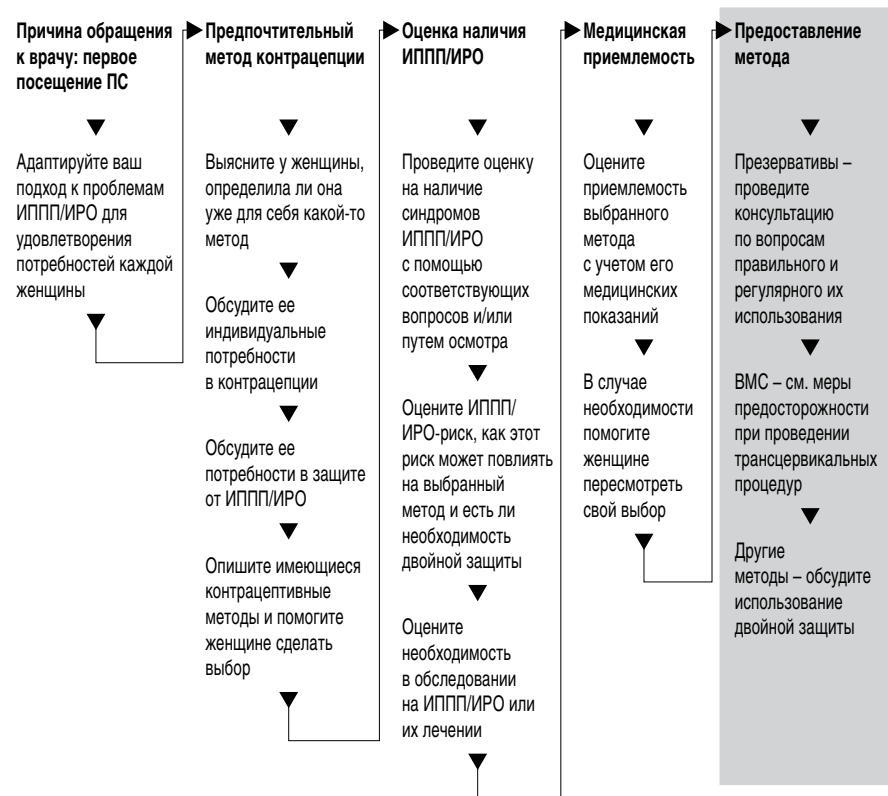 Причина обращения
к врачу: первое
посещение ПС
Адаптируйте ваш
подход к проблемам
ИППП/ИРО для
удовлетворения
потребностей каждой
женщины
Предпочтительный
метод контрацепции
Выясните у женщины,
определила ли она
уже для себя какой-то
метод
Обсудите ее
индивидуальные
потребности
в контрацепции
Обсудите ее
потребности в защите
от ИППП/ИРО
Опишите имеющиеся
контрацептивные
методы и помогите
женщине сделать
выбор
Оценка наличия
ИППП/ИРО
Проведите оценку
на наличие
синдромов
ИППП/ИРО
с помощью
соответствующих
вопросов и/или
путем осмотра
Оцените ИППП/
ИРО-риск, как этот
риск может повлиять
на выбранный
метод и есть ли
необходимость
двойной защиты
Оцените
необходимость
в обследовании
на ИППП/ИРО или
их лечении
Медицинская
приемлемость
Оцените
приемлемость
выбранного
метода
с учетом его
медицинских
показаний
В случае
необходимости
помогите
женщине
пересмотреть
свой выбор
Предоставление
метода
Презервативы –
проведите
консультацию
по вопросам
правильного и
регулярного их
использования
ВМС – см. меры
предосторожности
при проведении
трансцервикальных
процедур
Другие
методы – обсудите
использование
двойной защиты